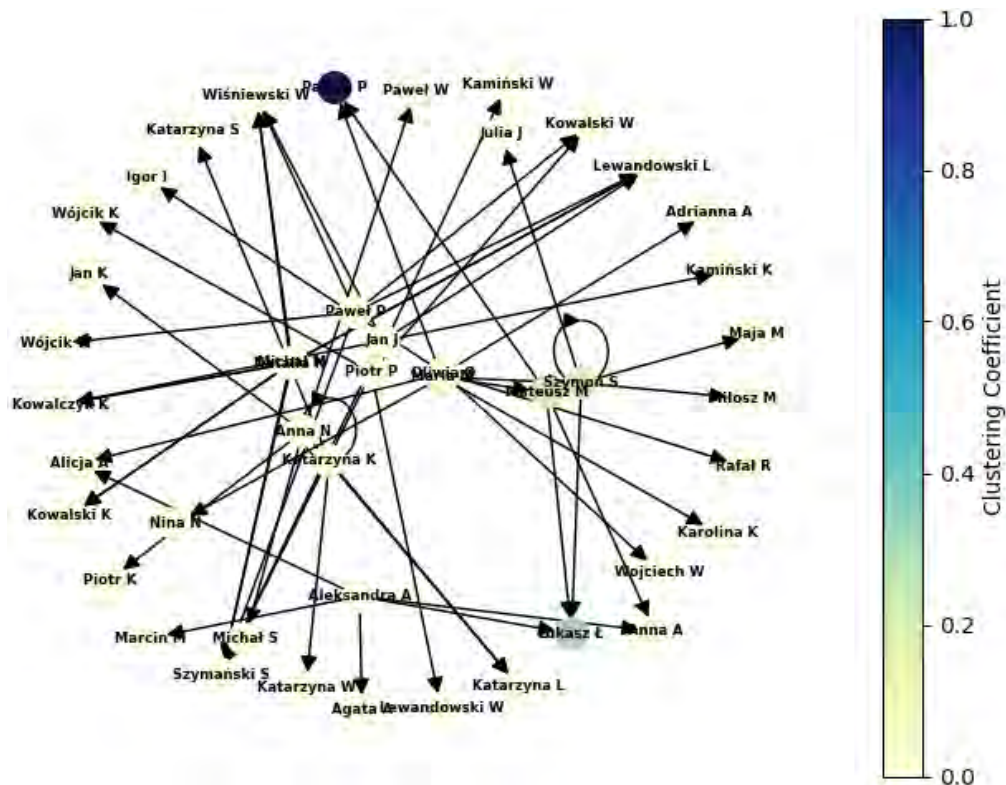 1.0
P
Paweł W
Kamiński W
Wiśniewski W
Katarzyna S
Julia J
Kowalski W
Lewandowski L
0.8
Igor I
Wójcik K
Adrianna A
Jan K
Kamiński K
Paweł P
Wójcik
Jan J
Maja M
0.6
Piotr P
Szymon S
Mateusz M
Kowalczyk K
Miłosz M
Anna N
Alicja A
Katarzyna K
Rafał R
0.4
Kowalski K
Nina N
Karolina K
Piotr K
Wojciech W
Aleksandra A
Marcin M
Michał S
Łukasz Ł
Anna A
0.2
Szymański S
Katarzyna W
Katarzyna L
Agata A
Lewandowski W
0.0
Clustering Coefficient